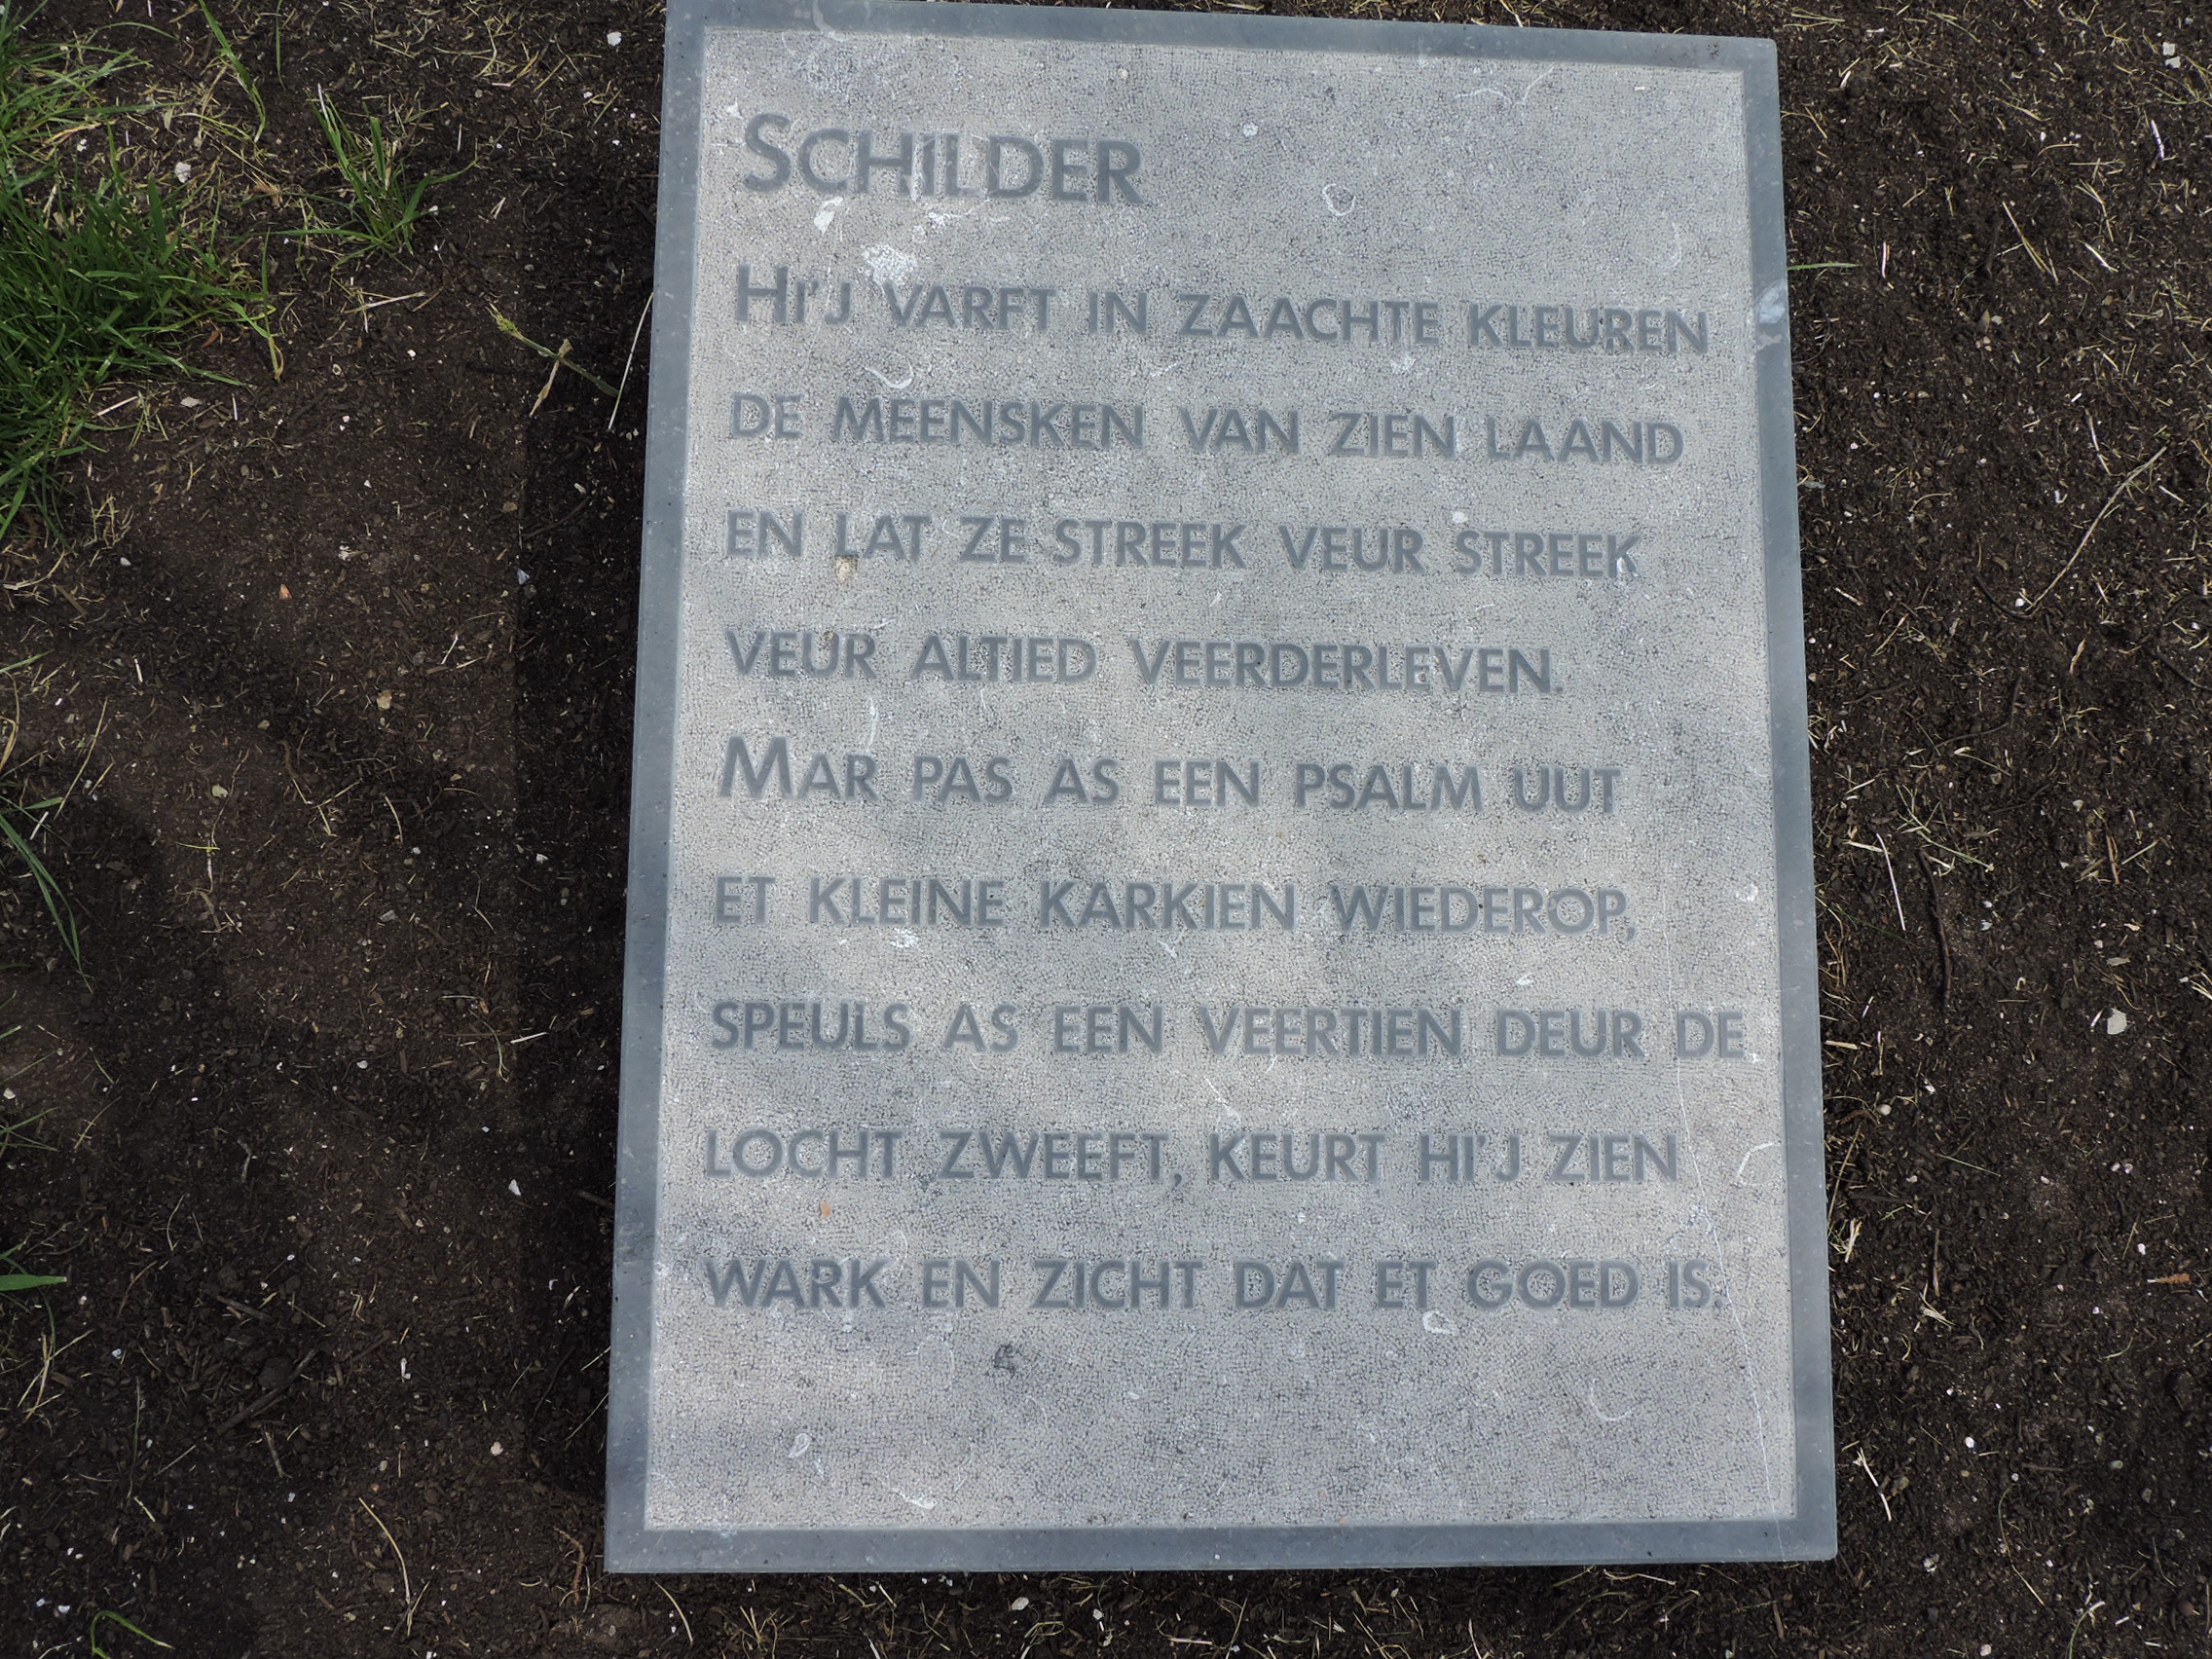 SCHILDER
HI'J VARFT IN ZAACHTE KLEUREN
DE MEENSKEN VAN ZIEN LAAND
EN LAT ZE STREEK VEUR STREEK
VEUR ALTIED VEERDERLEVEN.
MAR PAS AS EEN PSALM UUT
ET KLEINE KARKIEN WIEDEROP,
SPEULS AS EEN VEERTIEN DEUR DE
LOCHT ZWEEFT, KEURT HI'J ZIEN
WARK EN ZICHT DAT ET GOED IS.